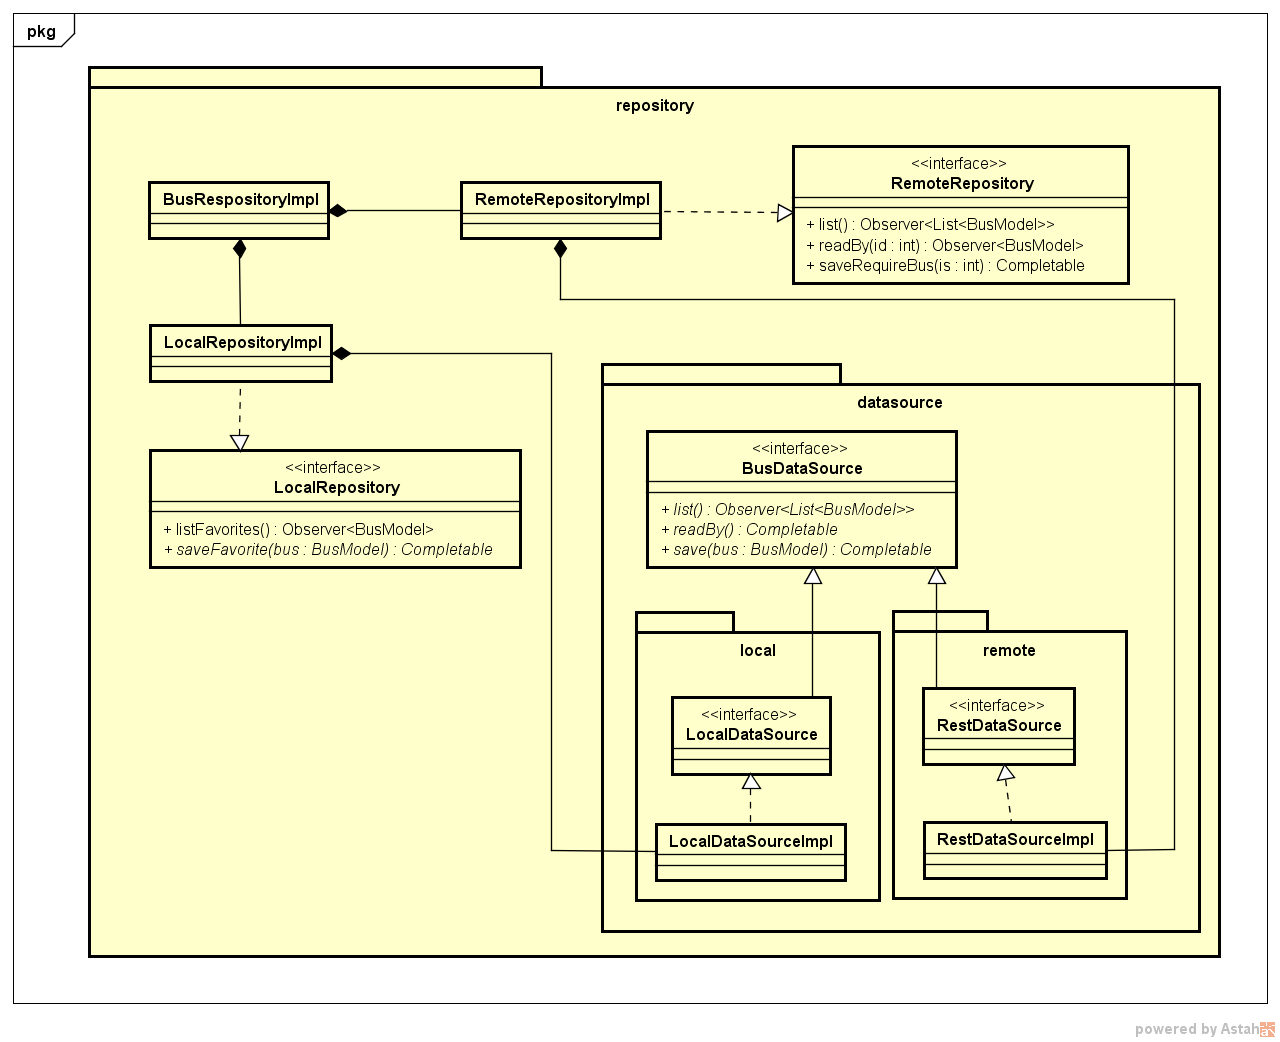 pkg
repository
BusRespositoryImpl
RemoteRepositoryImpl
<<interface>>
RemoteRepository
+ list() : Observer<List<BusModel>>
+ readBy(id : int) : Observer<BusModel>
+ saveRequireBus(is : int) : Completable
LocalRepositoryImpl
<<interface>>
LocalRepository
+ listFavorites() : Observer<BusModel>
+ saveFavorite(bus : BusModel) : Completable
datasource
<<interface>>
BusDataSource
+ list() : Observer<List<BusModel>>
+ readBy() : Completable
+ save(bus : BusModel) : Completable
local
<<interface>>
LocalDataSource
LocalDataSourceImpl
remote
<<interface>>
RestDataSource
RestDataSourceImpl
powered by Astah